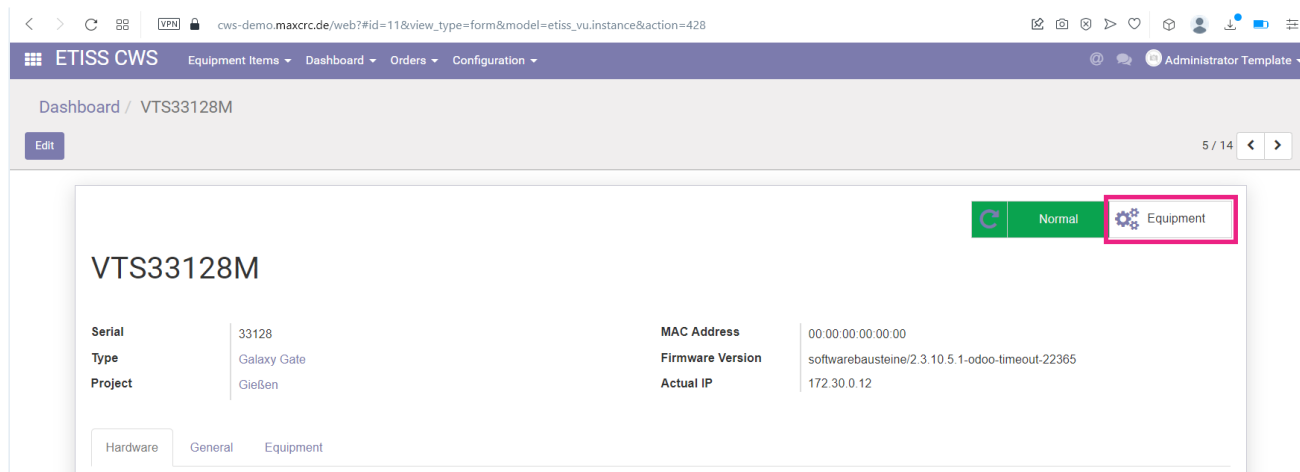 VPN cws-demo.maxcrc.de/web?#id=11&view_type=form&model=etiss_vu.instance&action=428
ETISS CWS Equipment Items Dashboard Orders Configuration @ Administrator Template
Dashboard / VTS33128M
Edit 5 / 14
Normal Equipment
VTS33128M
Serial 33128 MAC Address 00:00:00:00:00:00
Type Galaxy Gate Firmware Version softwarebausteine/2.3.10.5.1-odoo-timeout-22365
Project Gießen Actual IP 172.30.0.12
Hardware General Equipment